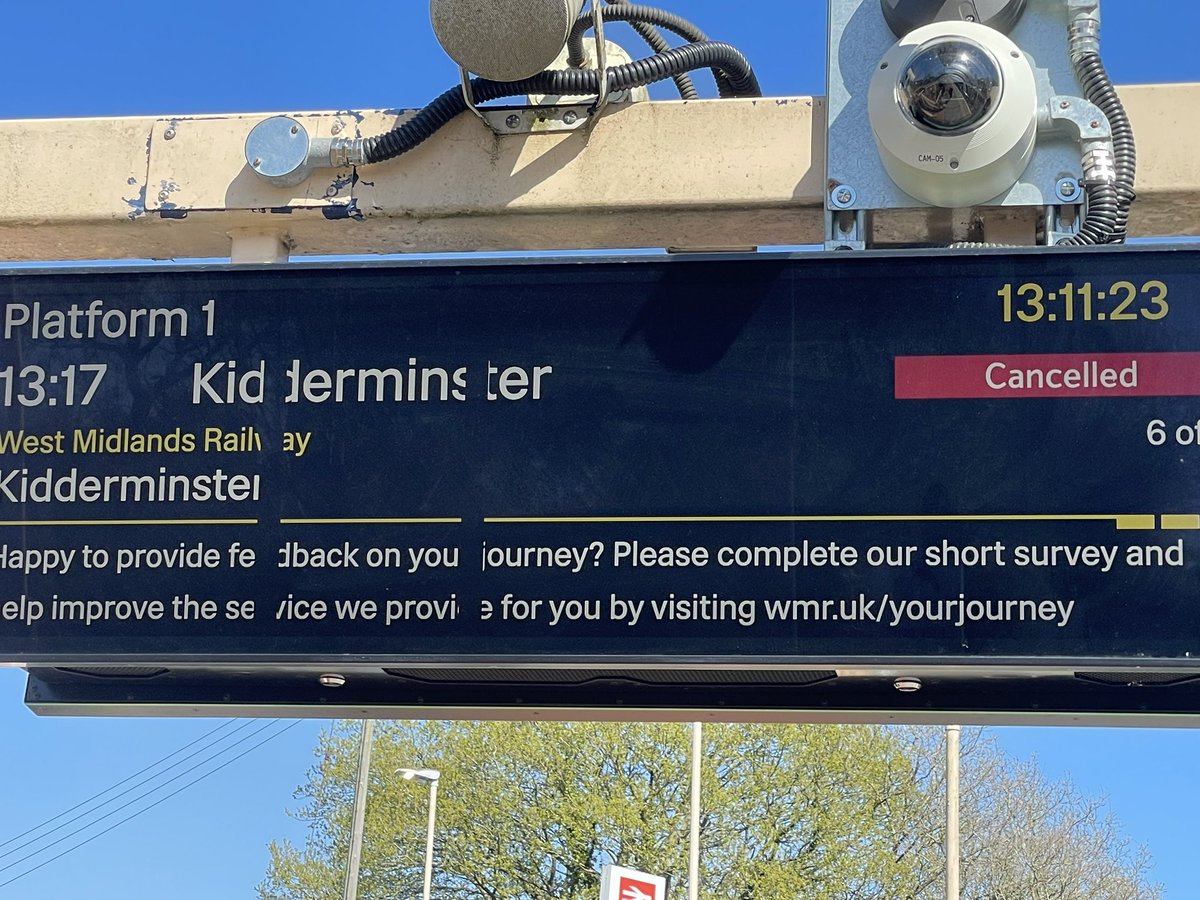 CAM-05
Platform 1
13:11:23
13:17 Kidderminster
Cancelled
West Midlands Railway
6 of
Kidderminster
Happy to provide feedback on your journey? Please complete our short survey and
help improve the service we provide for you by visiting wmr.uk/yourjourney